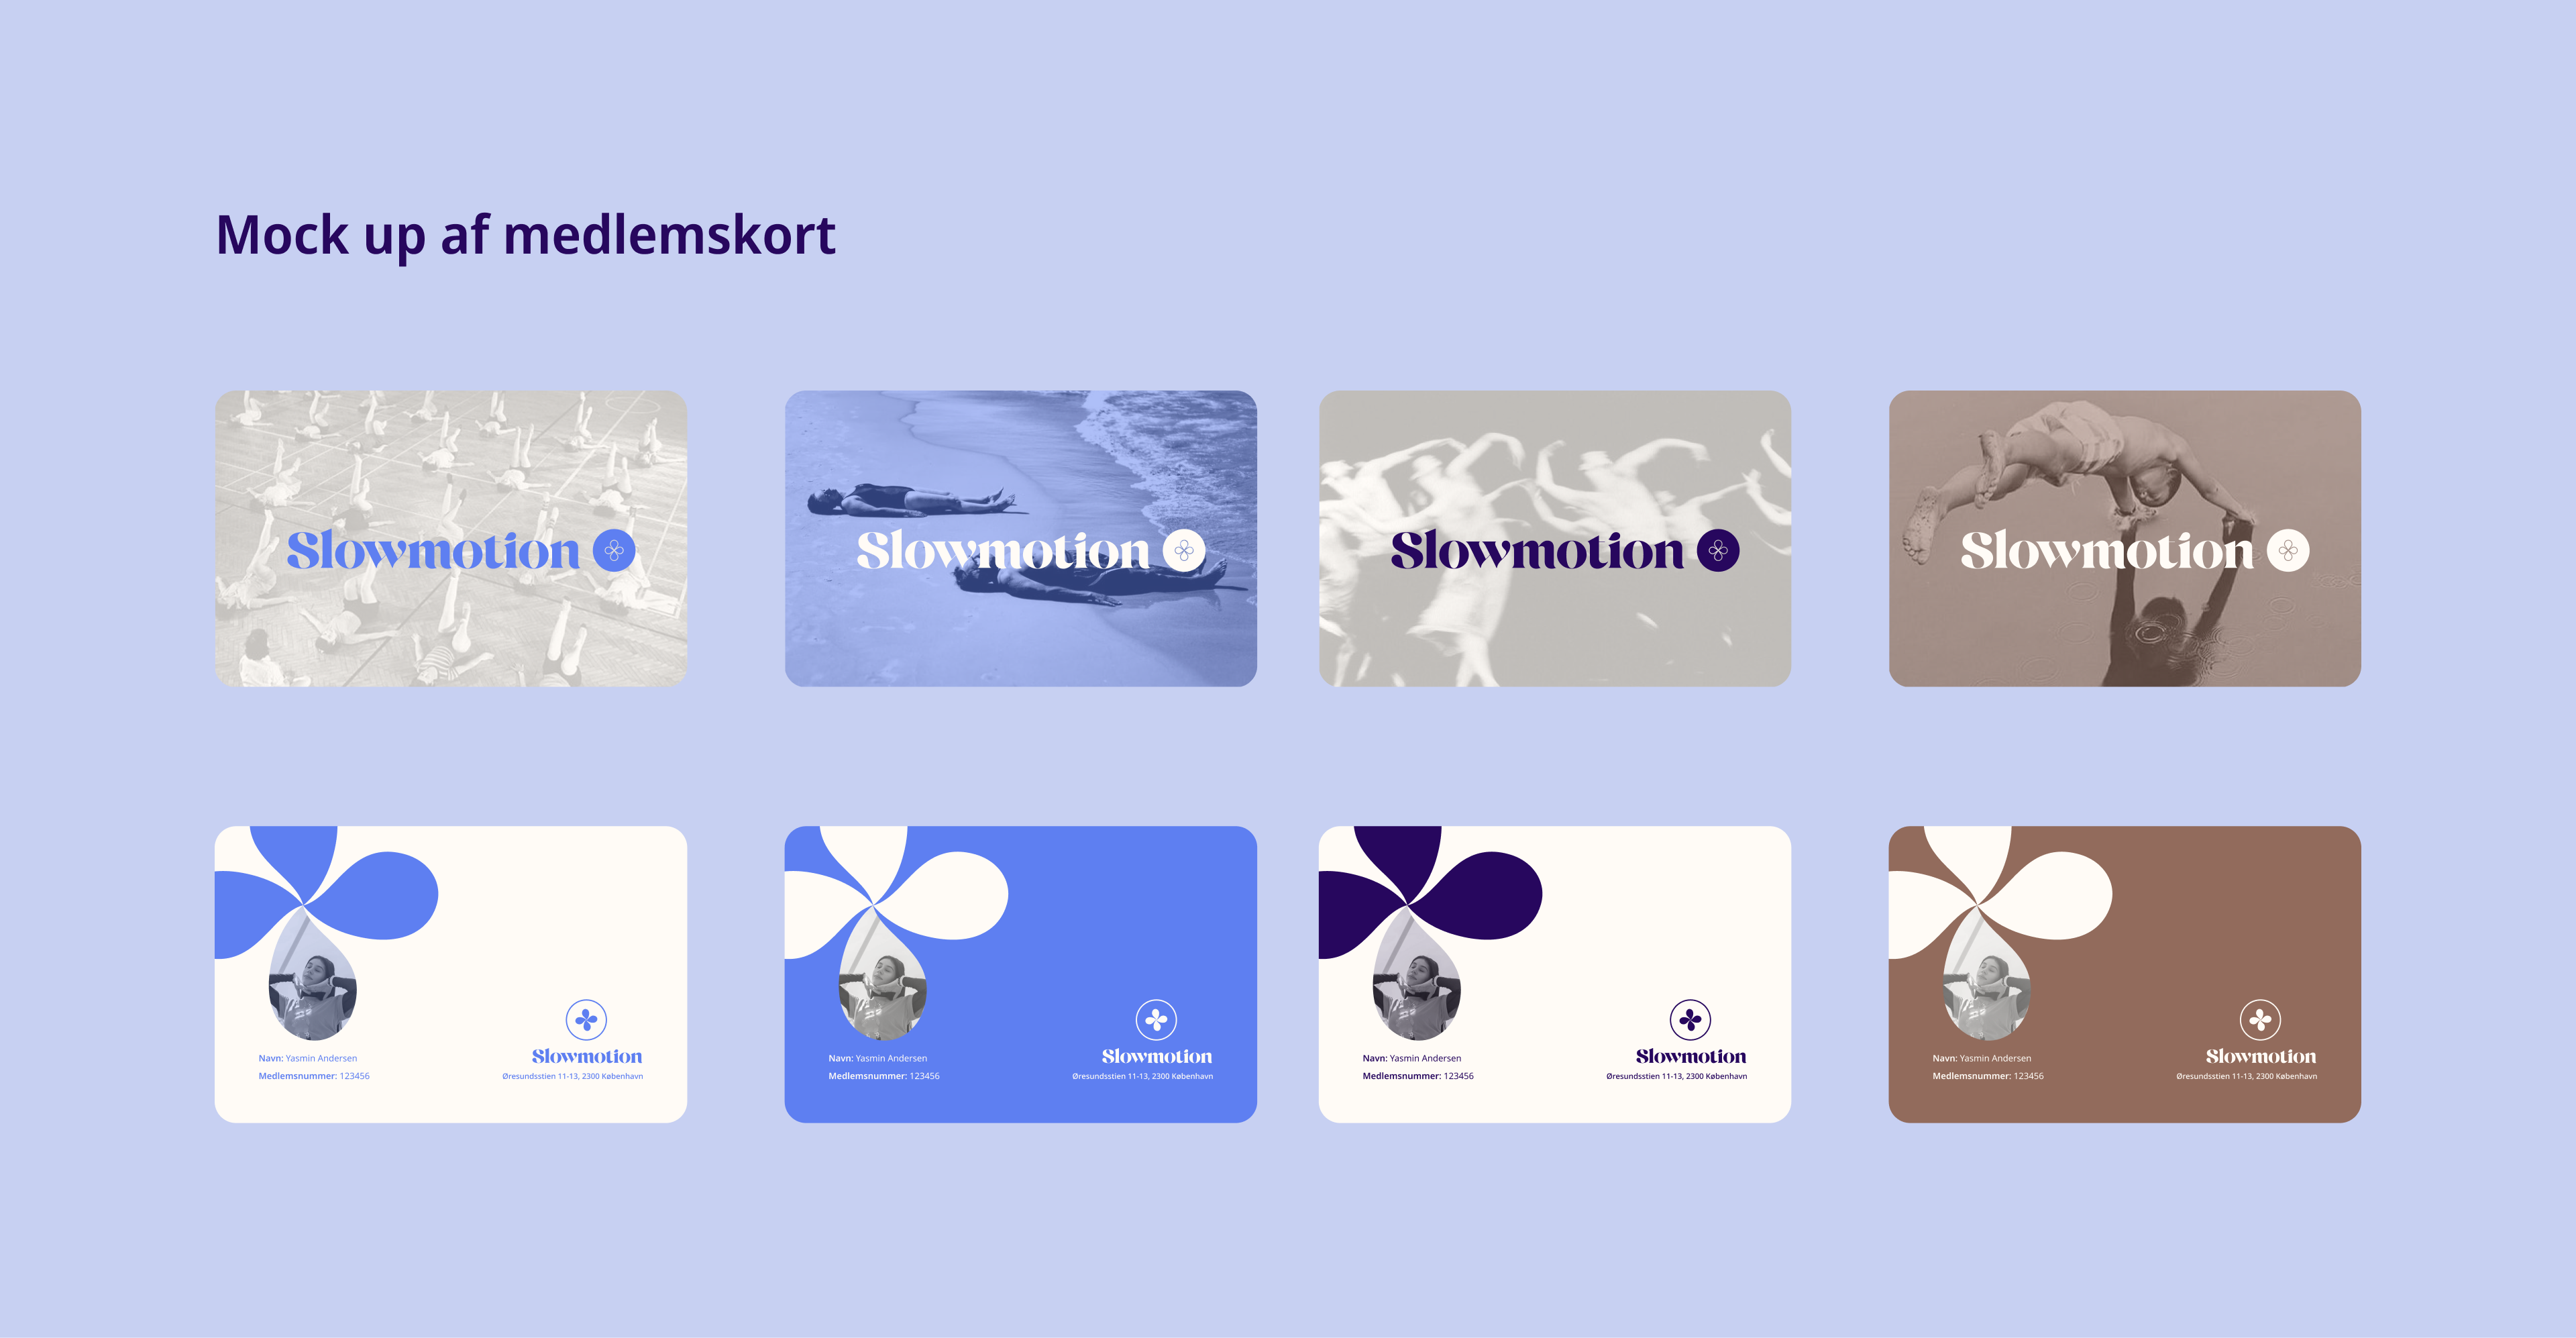 Mock up af medlemskort
Slowmotion
Slowmotion
Slowmotion
Slowmotion
Navn: Yasmin Andersen
Medlemsnummer: 123456
Slowmotion
Øresundsstien 11-13, 2300 København
Navn: Yasmin Andersen
Medlemsnummer: 123456
Slowmotion
Øresundsstien 11-13, 2300 København
Navn: Yasmin Andersen
Medlemsnummer: 123456
Slowmotion
Øresundsstien 11-13, 2300 København
Navn: Yasmin Andersen
Medlemsnummer: 123456
Slowmotion
Øresundsstien 11-13, 2300 København